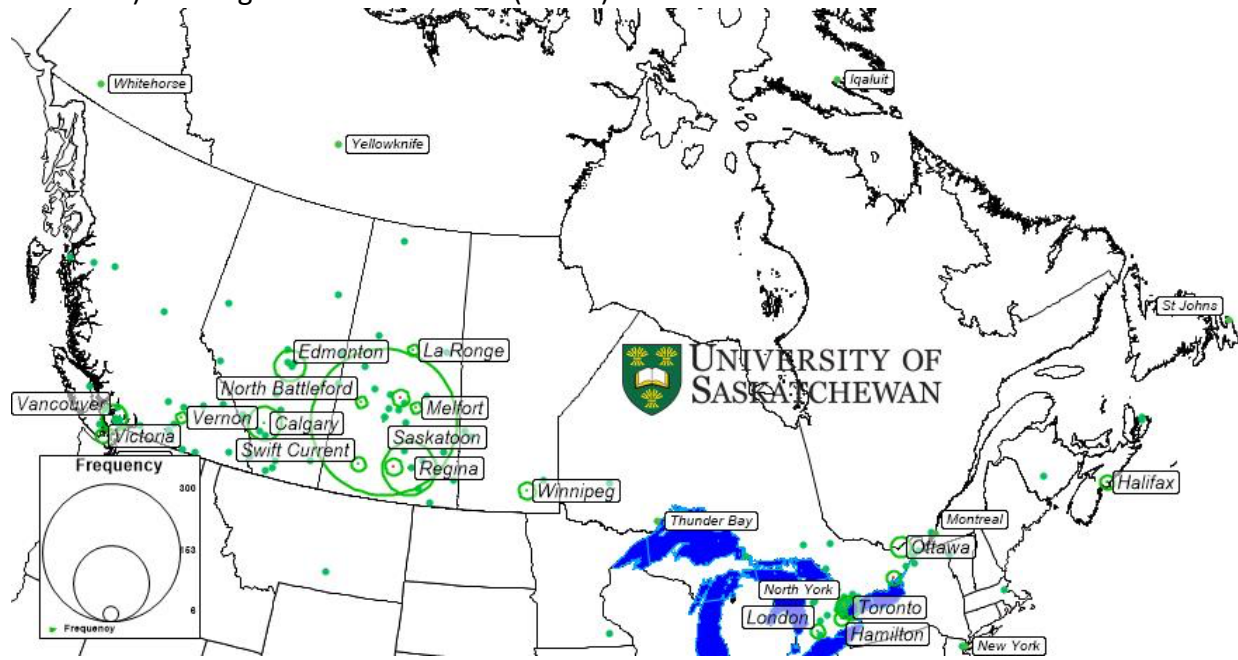 Whitehorse
Iqaluit
Yellowknife
St Johns
Edmonton
La Ronge
UNIVERSITY OF
SASKATCHEWAN
North Battleford
Vancouver
Vernon
Calgary
Melfort
Victoria
Saskatoon
Swift Current
Regina
Frequency
300
153
6
Frequency
Winnipeg
Halifax
Thunder Bay
Montreal
Ottawa
North York
Toronto
London
Hamilton
New York